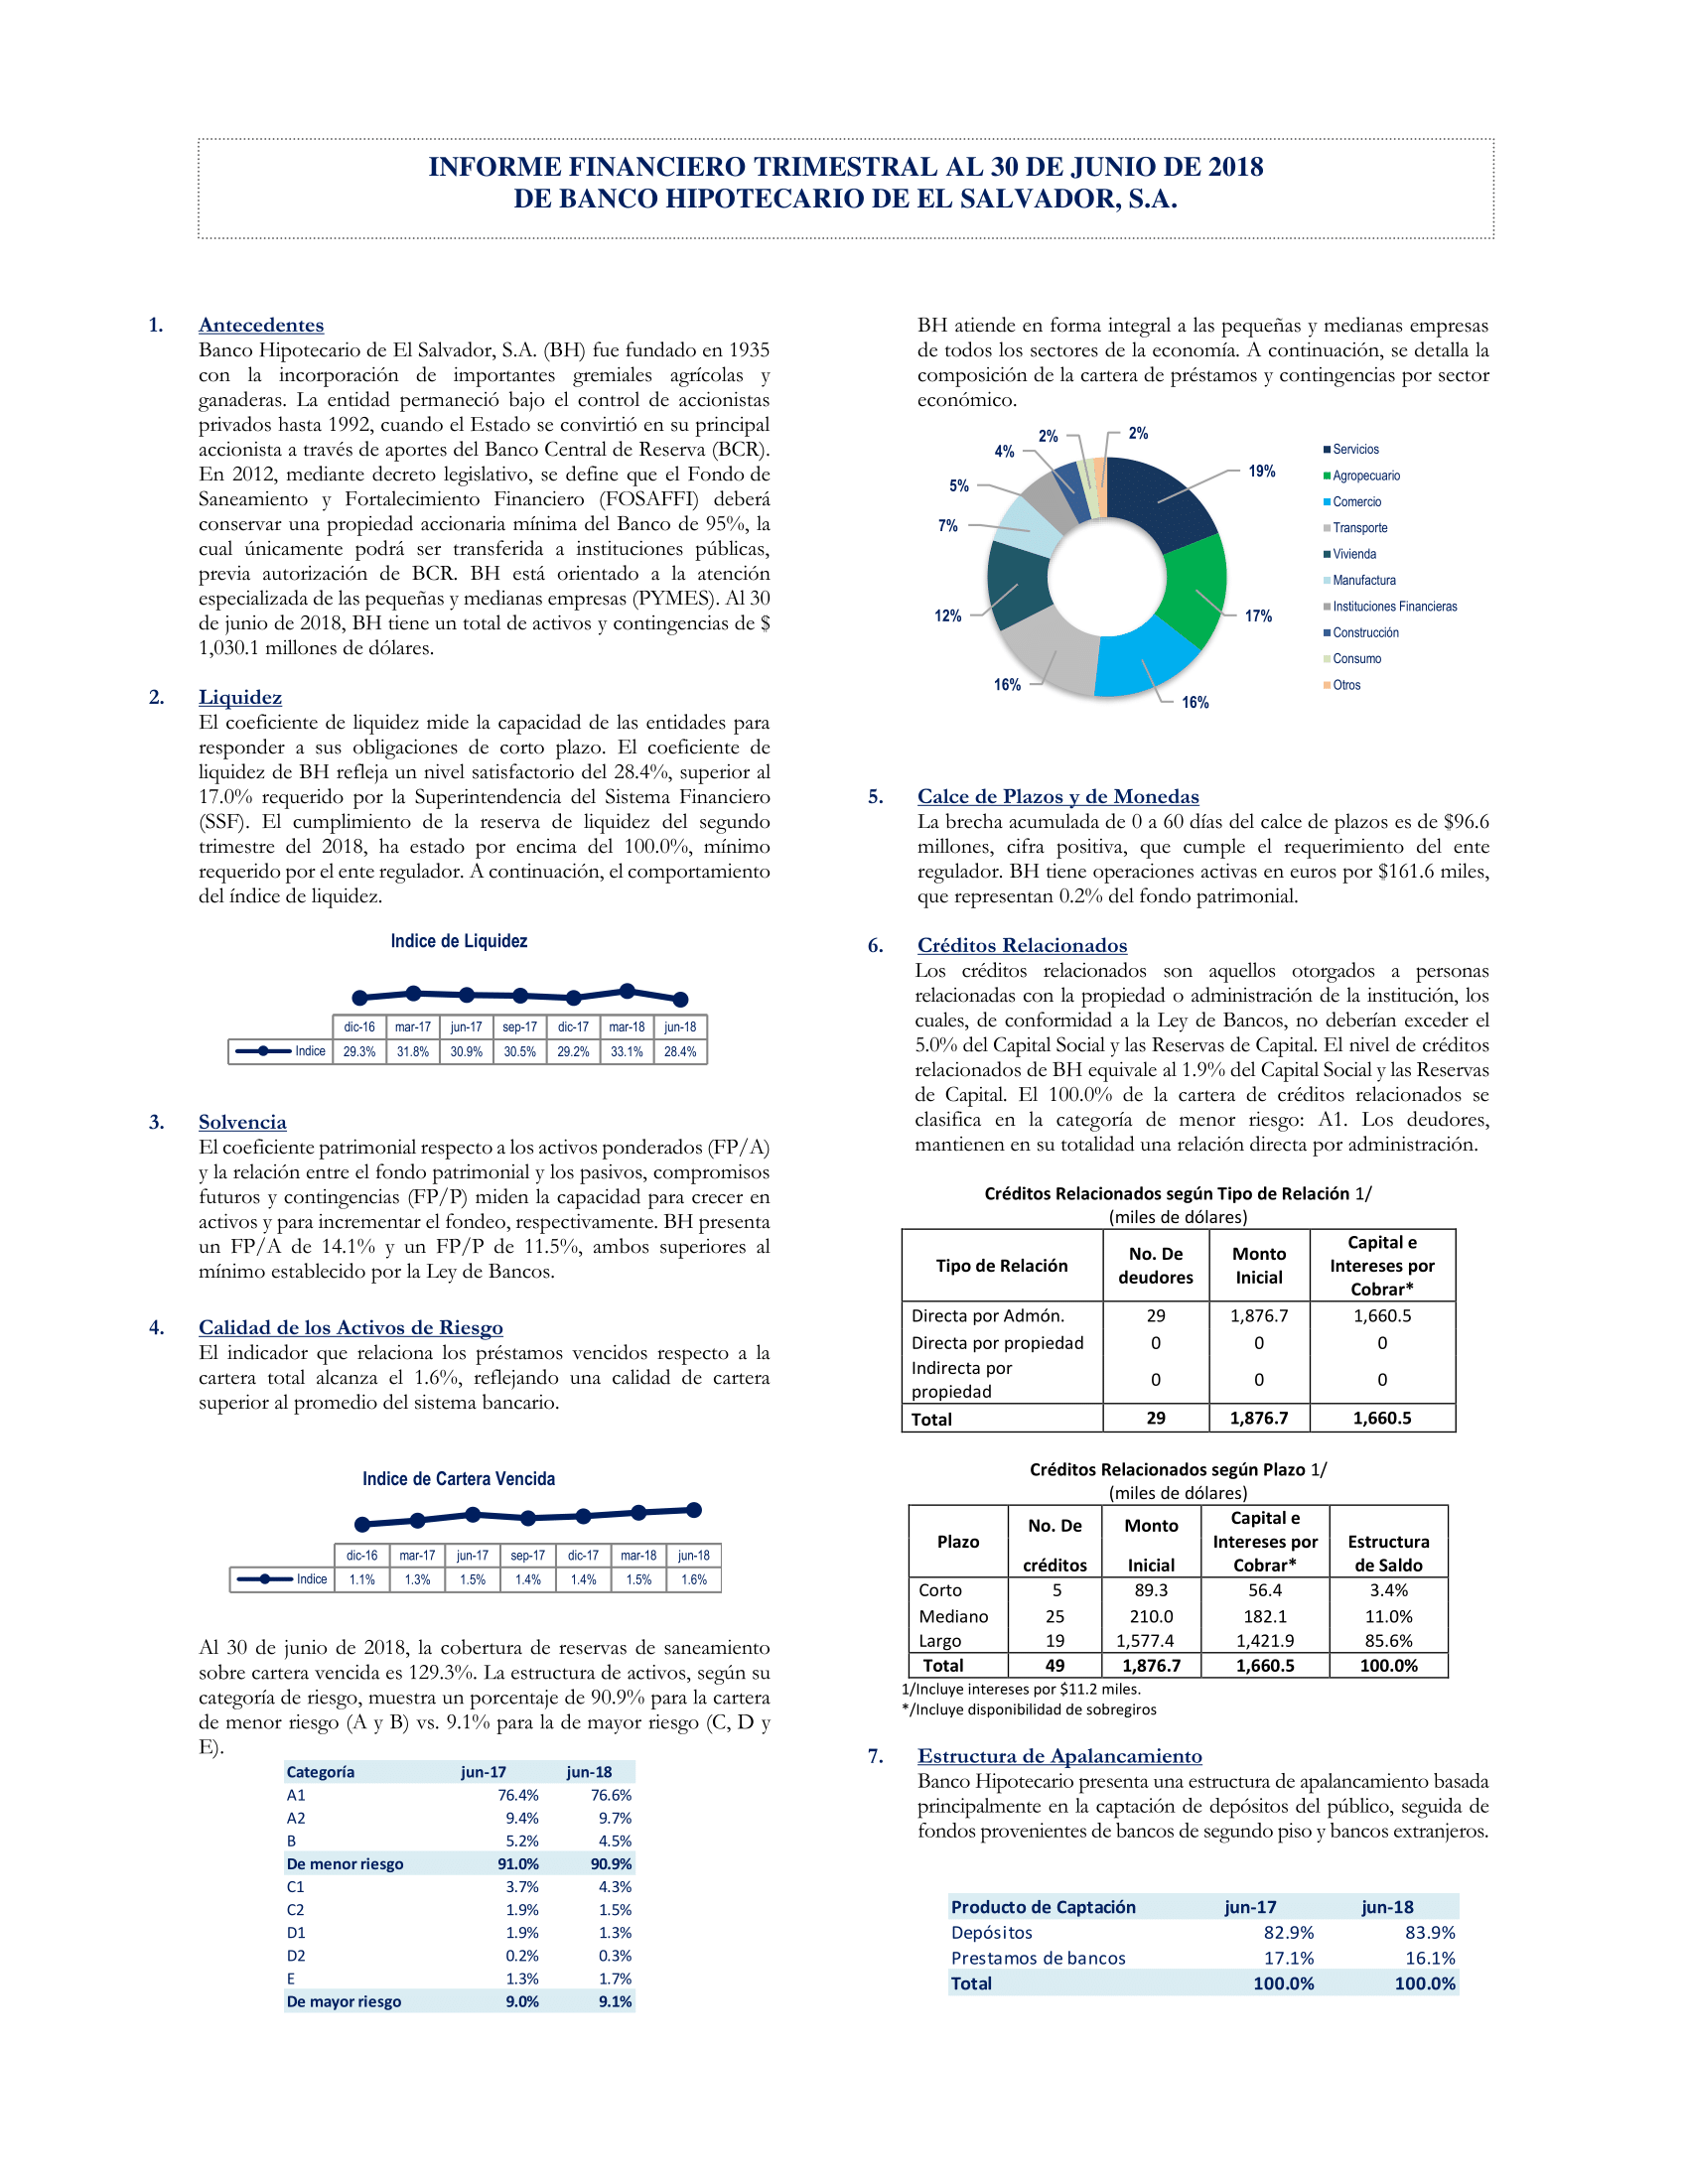 INFORME FINANCIERO TRIMESTRAL AL 30 DE JUNIO DE 2018
DE BANCO HIPOTECARIO DE EL SALVADOR, S.A.
1. Antecedentes
Banco Hipotecario de El Salvador, S.A. (BH) fue fundado en 1935
con la incorporación de importantes gremiales agrícolas y
ganaderas. La entidad permaneció bajo el control de accionistas
privados hasta 1992, cuando el Estado se convirtió en su principal
accionista a través de aportes del Banco Central de Reserva (BCR).
En 2012, mediante decreto legislativo, se define que el Fondo de
Saneamiento y Fortalecimiento Financiero (FOSAFFI) deberá
conservar una propiedad accionaria mínima del Banco de 95%, la
cual únicamente podrá ser transferida a instituciones públicas,
previa autorización de BCR. BH está orientado a la atención
especializada de las pequeñas y medianas empresas (PYMES). Al 30
de junio de 2018, BH tiene un total de activos y contingencias de $
1,030.1 millones de dólares.
2. Liquidez
El coeficiente de liquidez mide la capacidad de las entidades para
responder a sus obligaciones de corto plazo. El coeficiente de
liquidez de BH refleja un nivel satisfactorio del 28.4%, superior al
17.0% requerido por la Superintendencia del Sistema Financiero
(SSF). El cumplimiento de la reserva de liquidez del segundo
trimestre del 2018, ha estado por encima del 100.0%, mínimo
requerido por el ente regulador. A continuación, el comportamiento
del índice de liquidez.
Indice de Liquidez
dic-16 mar-17 jun-17 sep-17 dic-17 mar-18 jun-18
Indice 29.3% 31.8% 30.9% 30.5% 29.2% 33.1% 28.4%
3. Solvencia
El coeficiente patrimonial respecto a los activos ponderados (FP/A)
y la relación entre el fondo patrimonial y los pasivos, compromisos
futuros y contingencias (FP/P) miden la capacidad para crecer en
activos y para incrementar el fondeo, respectivamente. BH presenta
un FP/A de 14.1% y un FP/P de 11.5%, ambos superiores al
mínimo establecido por la Ley de Bancos.
4. Calidad de los Activos de Riesgo
El indicador que relaciona los préstamos vencidos respecto a la
cartera total alcanza el 1.6%, reflejando una calidad de cartera
superior al promedio del sistema bancario.
Indice de Cartera Vencida
dic-16 mar-17 jun-17 sep-17 dic-17 mar-18 jun-18
Indice 1.1% 1.3% 1.5% 1.4% 1.4% 1.5% 1.6%
Al 30 de junio de 2018, la cobertura de reservas de saneamiento
sobre cartera vencida es 129.3%. La estructura de activos, según su
categoría de riesgo, muestra un porcentaje de 90.9% para la cartera
de menor riesgo (A y B) vs. 9.1% para la de mayor riesgo (C, D y
E).
Categoría jun-17 jun-18
A1 76.4% 76.6%
A2 9.4% 9.7%
B 5.2% 4.5%
De menor riesgo 91.0% 90.9%
C1 3.7% 4.3%
C2 1.9% 1.5%
D1 1.9% 1.3%
D2 0.2% 0.3%
E 1.3% 1.7%
De mayor riesgo 9.0% 9.1%
BH atiende en forma integral a las pequeñas y medianas empresas
de todos los sectores de la economía. A continuación, se detalla la
composición de la cartera de préstamos y contingencias por sector
económico.
19%
17%
16%
16%
12%
7%
5%
4%
2%
2%
Servicios
Agropecuario
Comercio
Transporte
Vivienda
Manufactura
Instituciones Financieras
Construcción
Consumo
Otros
5. Calce de Plazos y de Monedas
La brecha acumulada de 0 a 60 días del calce de plazos es de $96.6
millones, cifra positiva, que cumple el requerimiento del ente
regulador. BH tiene operaciones activas en euros por $161.6 miles,
que representan 0.2% del fondo patrimonial.
6. Créditos Relacionados
Los créditos relacionados son aquellos otorgados a personas
relacionadas con la propiedad o administración de la institución, los
cuales, de conformidad a la Ley de Bancos, no deberían exceder el
5.0% del Capital Social y las Reservas de Capital. El nivel de créditos
relacionados de BH equivale al 1.9% del Capital Social y las Reservas
de Capital. El 100.0% de la cartera de créditos relacionados se
clasifica en la categoría de menor riesgo: A1. Los deudores,
mantienen en su totalidad una relación directa por administración.
Créditos Relacionados según Tipo de Relación 1/
(miles de dólares)
Tipo de Relación No. De deudores Monto Inicial Capital e Intereses por Cobrar*
Directa por Admón. 29 1,876.7 1,660.5
Directa por propiedad 0 0 0
Indirecta por propiedad 0 0 0
Total 29 1,876.7 1,660.5
Créditos Relacionados según Plazo 1/
(miles de dólares)
Plazo No. De créditos Monto Inicial Capital e Intereses por Cobrar* Estructura de Saldo
Corto 5 89.3 56.4 3.4%
Mediano 25 210.0 182.1 11.0%
Largo 19 1,577.4 1,421.9 85.6%
Total 49 1,876.7 1,660.5 100.0%
1/Incluye intereses por $11.2 miles.
*/Incluye disponibilidad de sobregiros
7. Estructura de Apalancamiento
Banco Hipotecario presenta una estructura de apalancamiento basada
principalmente en la captación de depósitos del público, seguida de
fondos provenientes de bancos de segundo piso y bancos extranjeros.
Producto de Captación jun-17 jun-18
Depósitos 82.9% 83.9%
Prestamos de bancos 17.1% 16.1%
Total 100.0% 100.0%